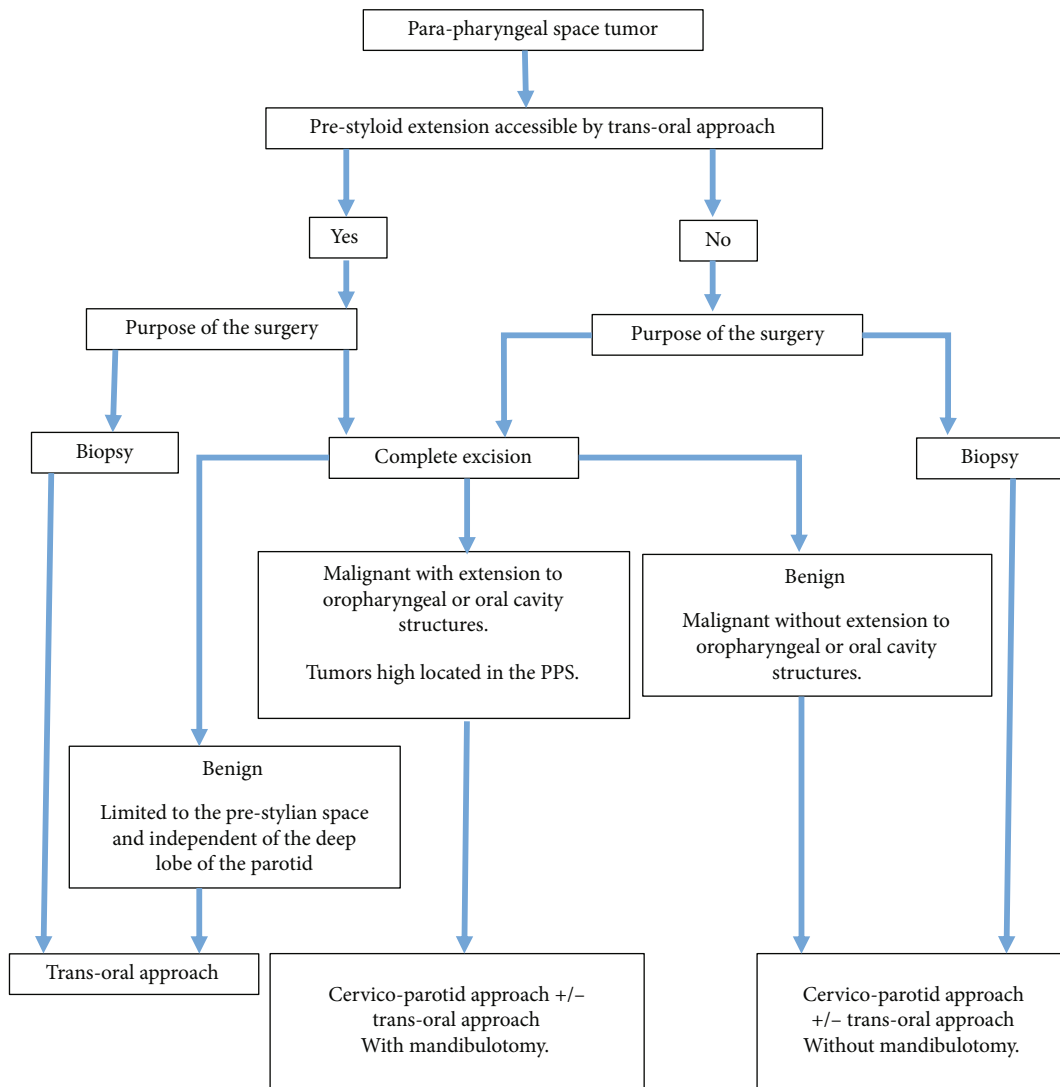 Para-pharyngeal space tumor
Pre-styloid extension accessible by trans-oral approach
Yes
No
Purpose of the surgery
Purpose of the surgery
Biopsy
Complete excision
Biopsy
Malignant with extension to
oropharyngeal or oral cavity
structures.
Tumors high located in the PPS.
Benign
Malignant without extension to
oropharyngeal or oral cavity
structures.
Benign
Limited to the pre-stylian space
and independent of the deep
lobe of the parotid
Trans-oral approach
Cervico-parotid approach +/–
trans-oral approach
With mandibulotomy.
Cervico-parotid approach
+/– trans-oral approach
Without mandibulotomy.